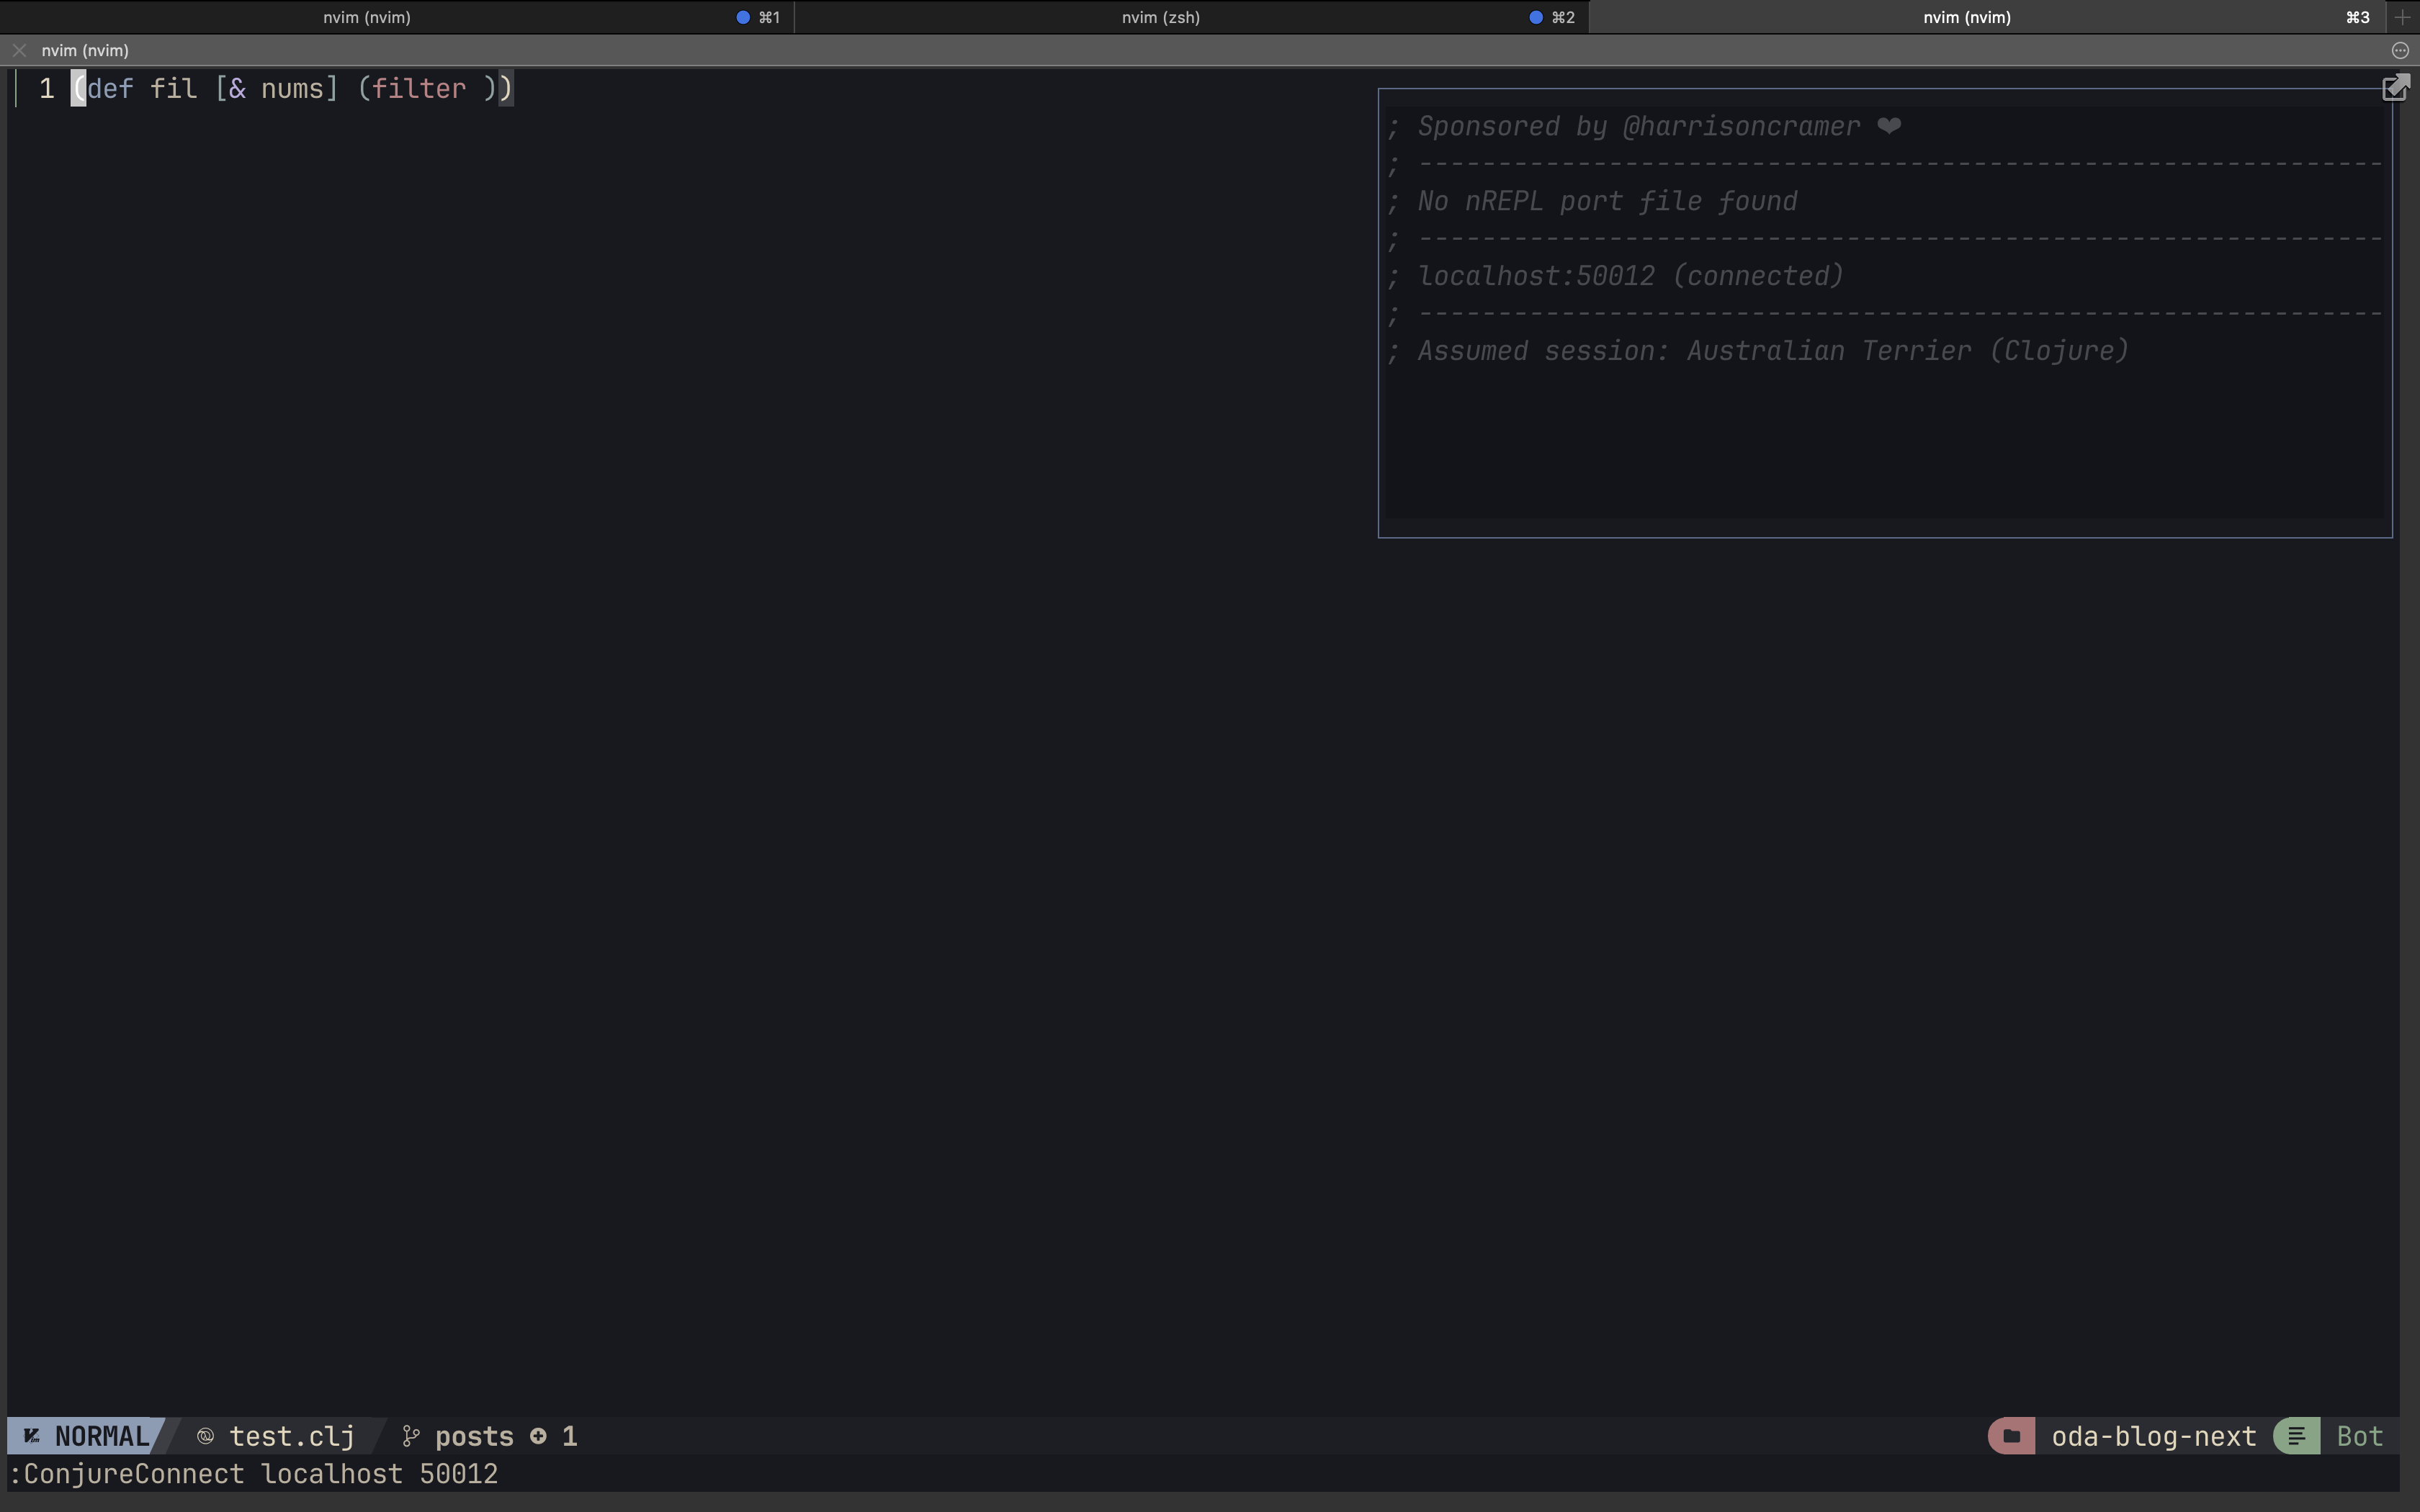 nvim (nvim) ⌘1 nvim (zsh) ⌘2 nvim (nvim) ⌘3
nvim (nvim)
1 (def fil [& nums] (filter ))
; Sponsored by @harrisoncramer ❤
; -------------------------------------------------------------
; No nREPL port file found
; -------------------------------------------------------------
; localhost:50012 (connected)
; -------------------------------------------------------------
; Assumed session: Australian Terrier (Clojure)
NORMAL test.clj posts 1 oda-blog-next Bot
:ConjureConnect localhost 50012